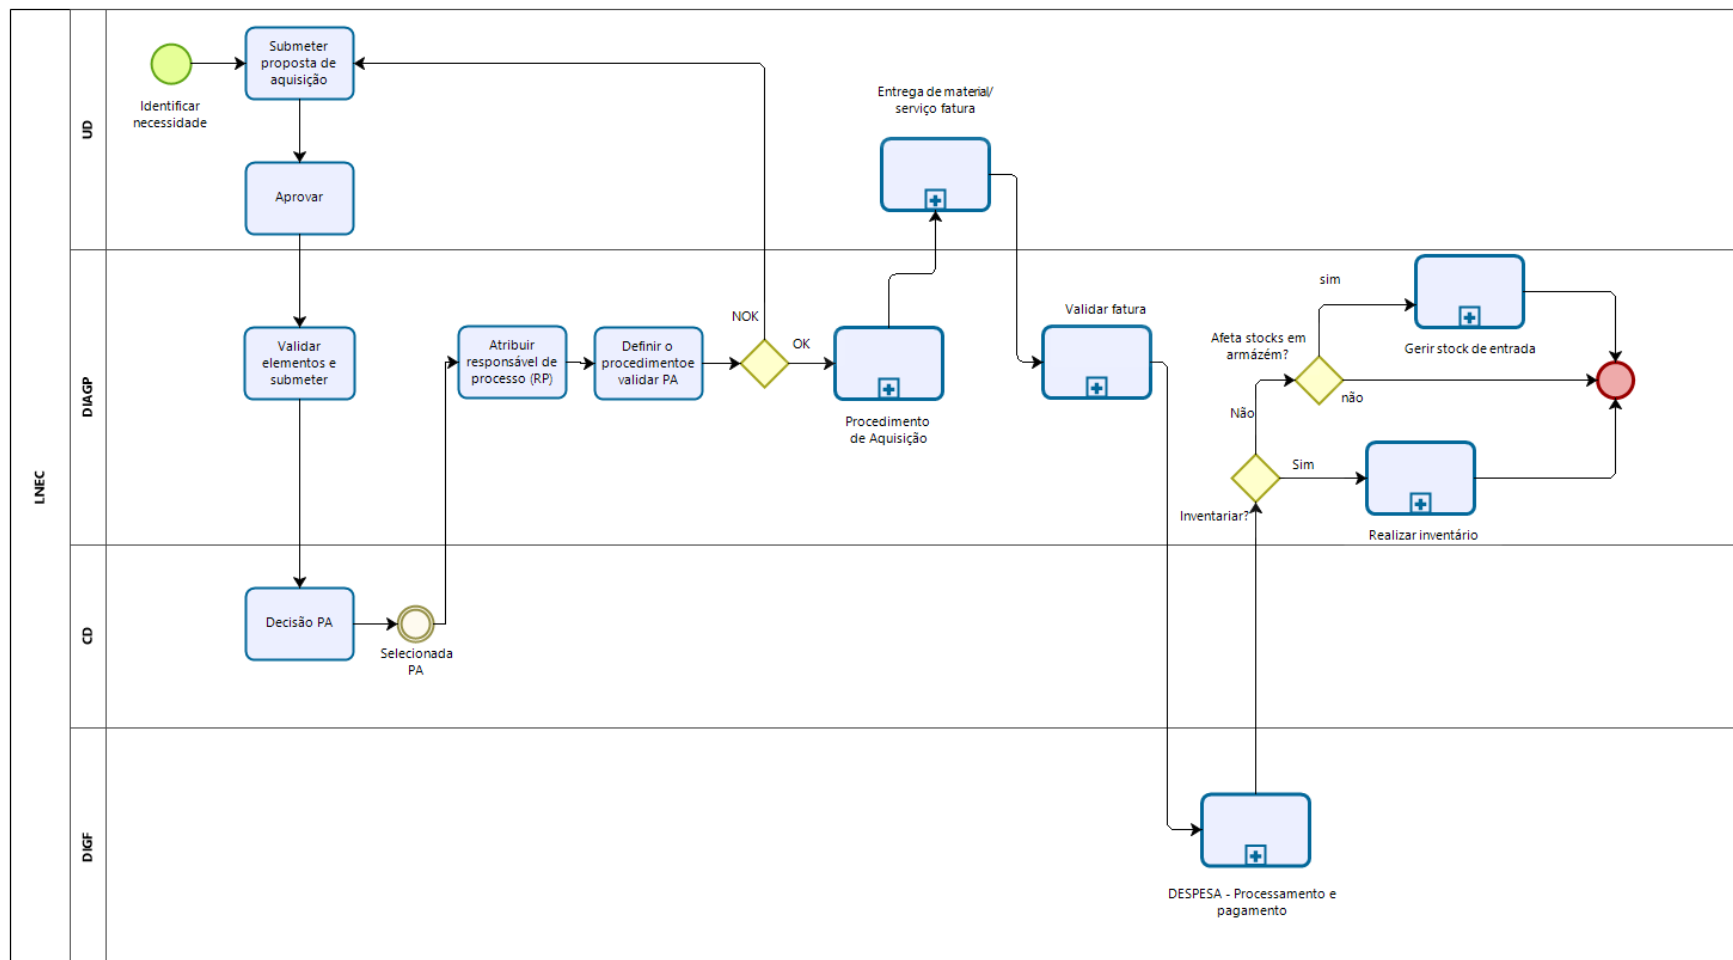 LNEC
UD
Identificar
necessidade
Submeter
proposta de
aquisição
Aprovar
Entrega de material/
serviço fatura
DIAGP
Validar
elementos e
submeter
Atribuir
responsável de
processo (RP)
Definir o
procedimentoe
validar PA
NOK
OK
Procedimento
de Aquisição
Validar fatura
Afeta stocks em
armázém?
sim
Gerir stock de entrada
não
Não
Inventariar?
Sim
Realizar inventário
CD
Decisão PA
Selecionada
PA
DIGF
DESPESA - Processamento e
pagamento